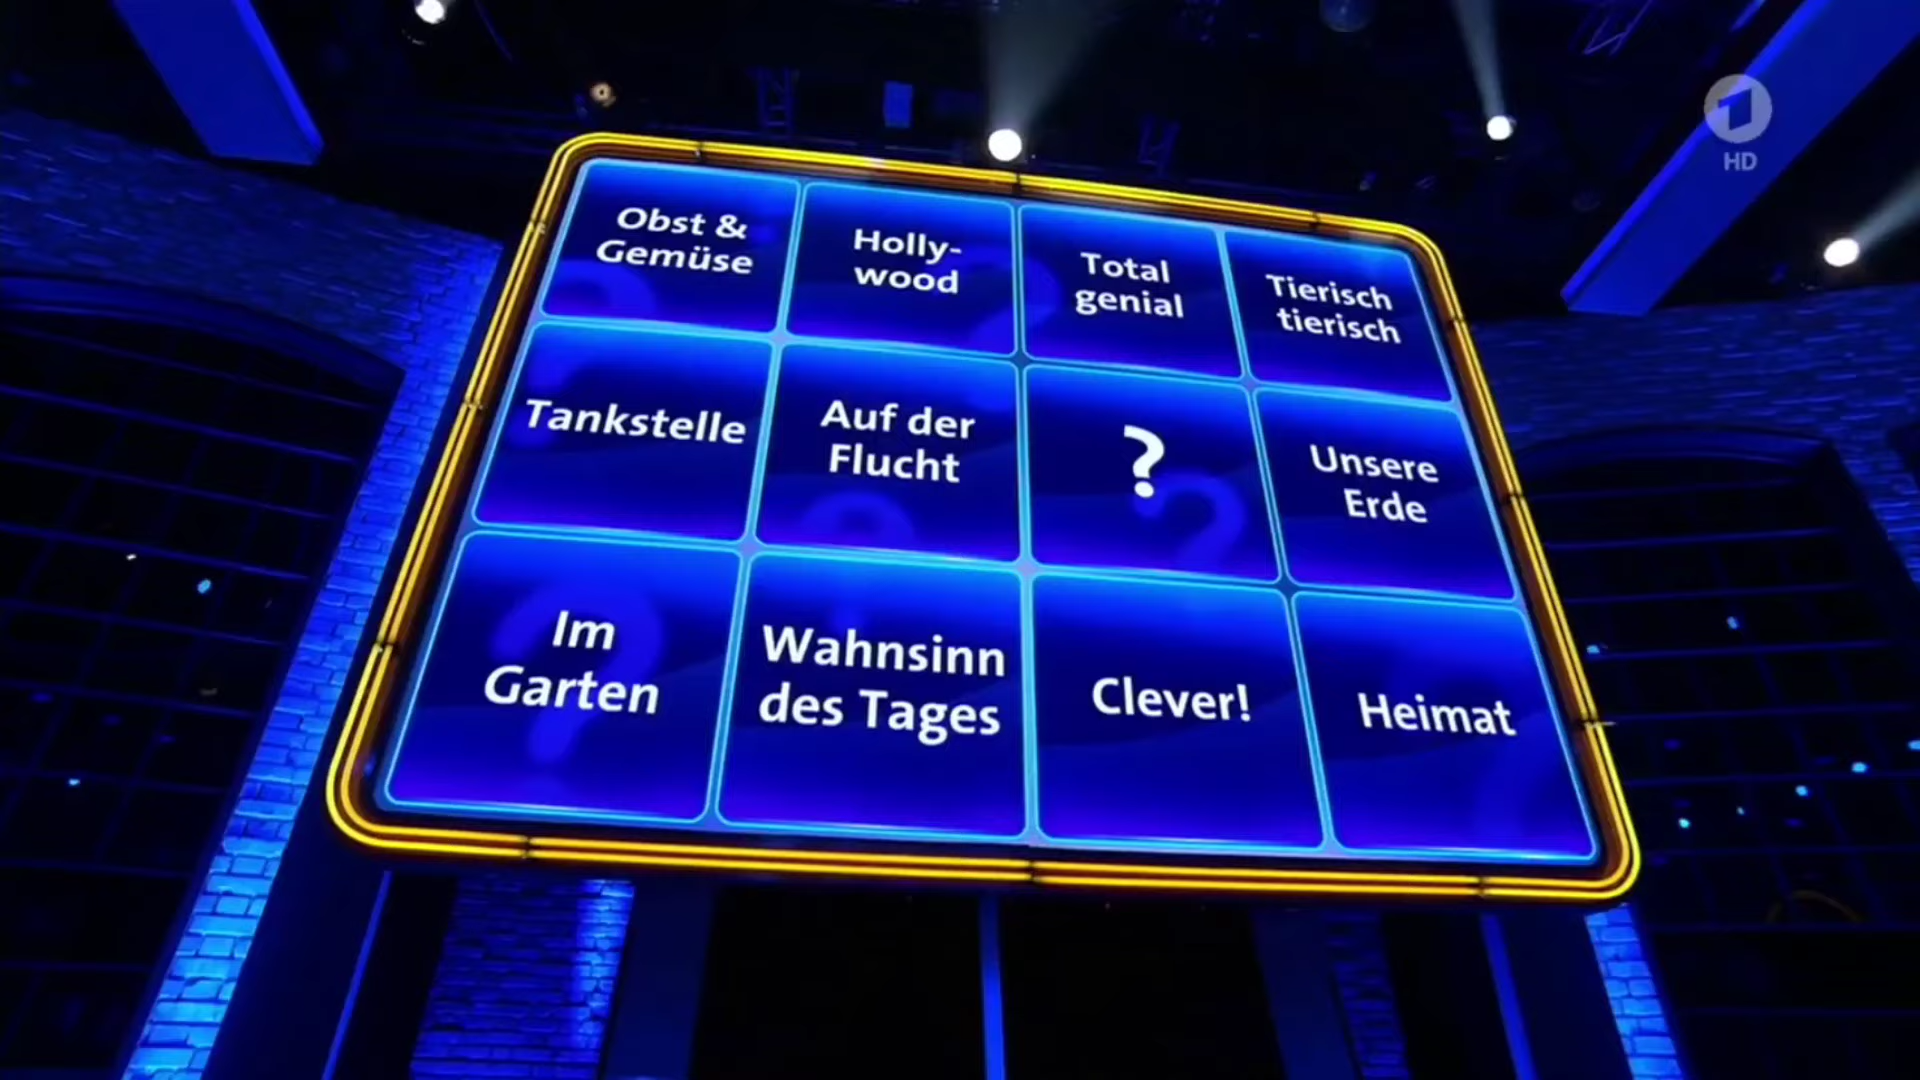 Obst &
Gemüse
Holly-
wood
Total
genial
Tierisch
tierisch
Tankstelle
Auf der
Flucht
?
Unsere
Erde
Im
Garten
Wahnsinn
des Tages
Clever!
Heimat
1
HD